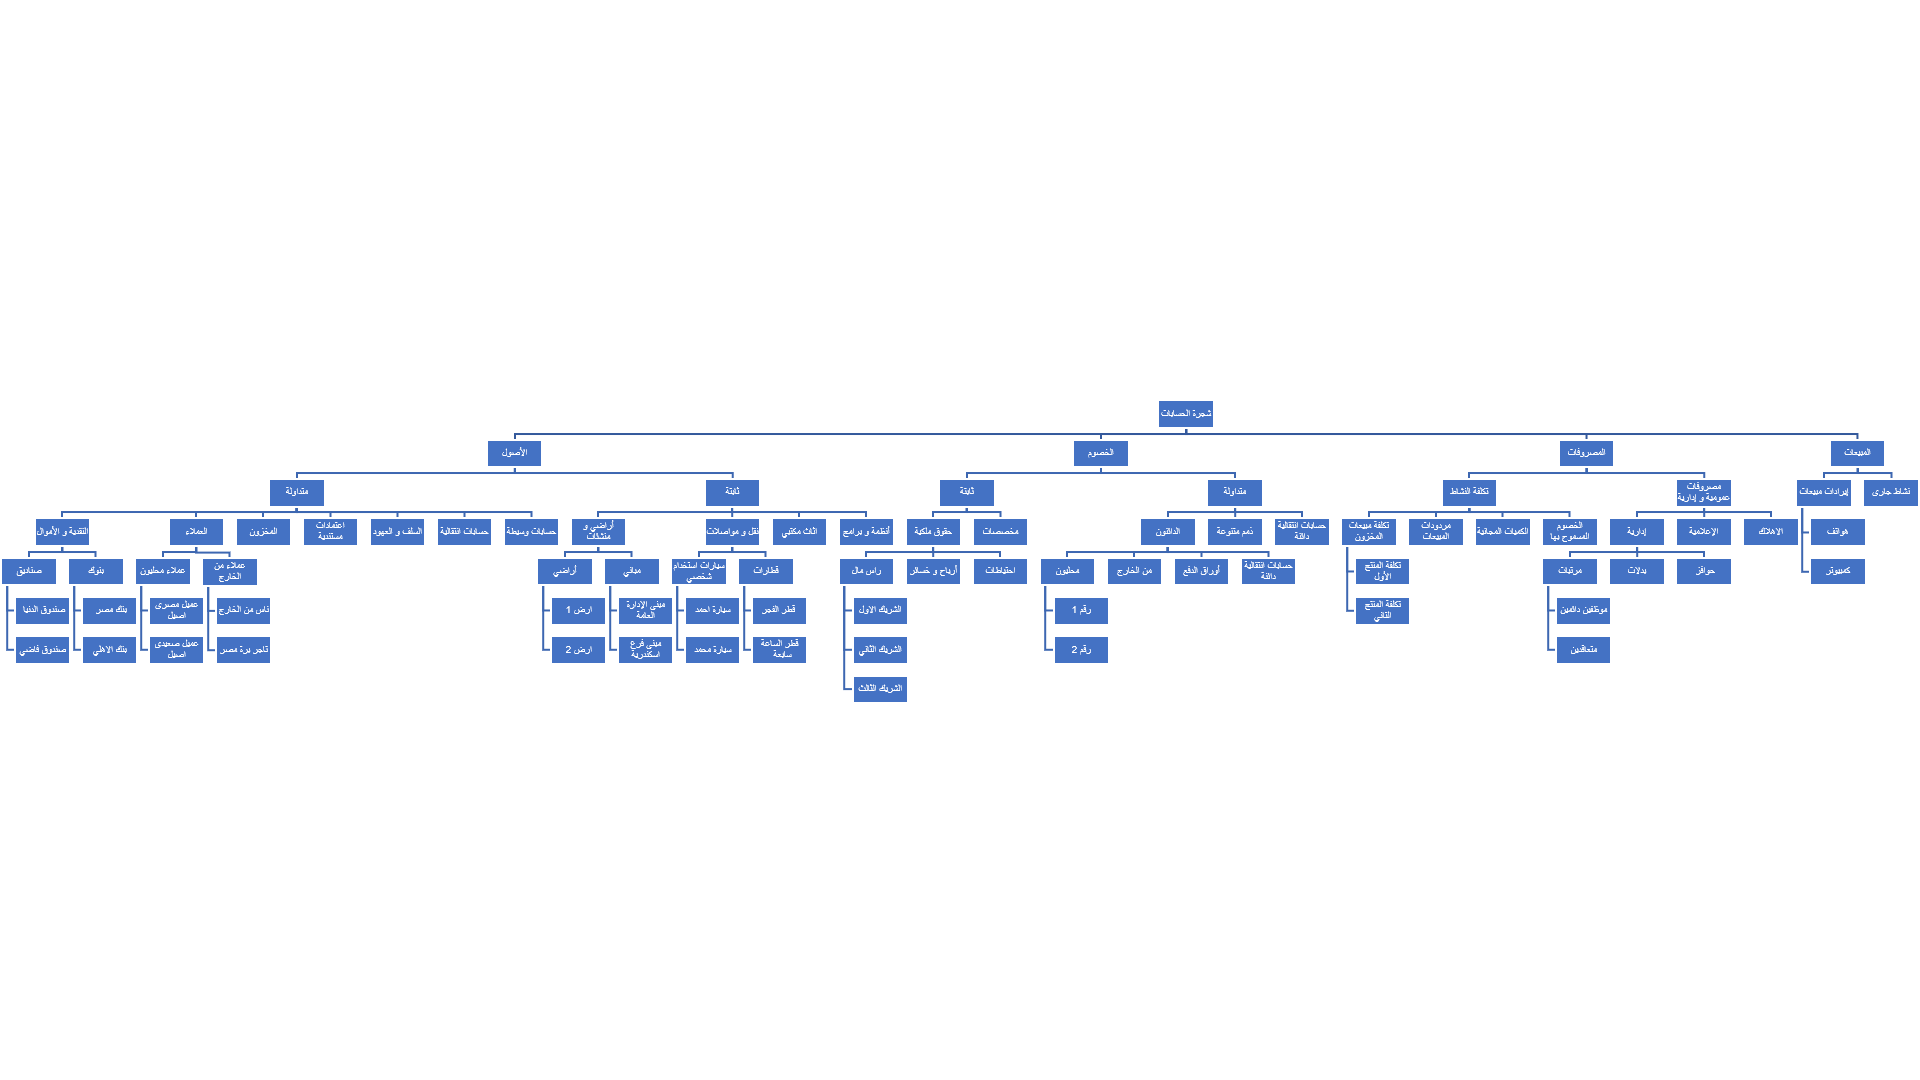 شجرة الحسابات
الأصول
الخصوم
المصروفات
المبيعات
متداولة
ثابتة
ثابتة
متداولة
تكلفة النشاط
مصروفات
عمومية و إدارية
إيرادات مبيعات
نشاط جارى
النقدية و الأموال
العملاء
المخزون
اعتمادات
مستندية
السلف و العهود
حسابات انتقالية
حسابات وسيطة
أراضي و
منشئات
نقل و مواصلات
اثاث مكتبي
أنظمة و برامج
حقوق ملكية
مخصصات
الدائنون
ذمم متنوعة
حسابات انتقالية
دائنة
تكلفة مبيعات
المخزون
مردودات
المبيعات
الكميات المجانية
الخصوم
المسموح بها
إدارية
الإعلامية
الاهلاك
هواتف
صناديق
بنوك
عملاء محليون
عملاء من
الخارج
أراضي
مباني
سيارات استخدام
شخصي
قطارات
راس مال
أرباح و خسائر
احتياطات
محليون
من الخارج
أوراق الدفع
حسابات انتقالية
دائنة
تكلفة المنتج
الأول
مرتبات
بدلات
حوافز
كمبيوتر
صندوق الدنيا
بنك مصر
عميل مصرى
اصيل
ناس من الخارج
ارض 1
مبنى الإدارة
العامة
سيارة احمد
قطر الفجر
الشريك الاول
رقم 1
تكلفة المنتج
الثاني
موظفين دائمين
صندوق فاضي
بنك الاهلي
عميل صعيدى
اصيل
تاجر برة مصر
ارض 2
مبنى فرع
اسكندرية
سيارة محمد
قطر الساعة
سابعة
الشريك الثاني
رقم 2
متعاقدين
الشريك الثالث